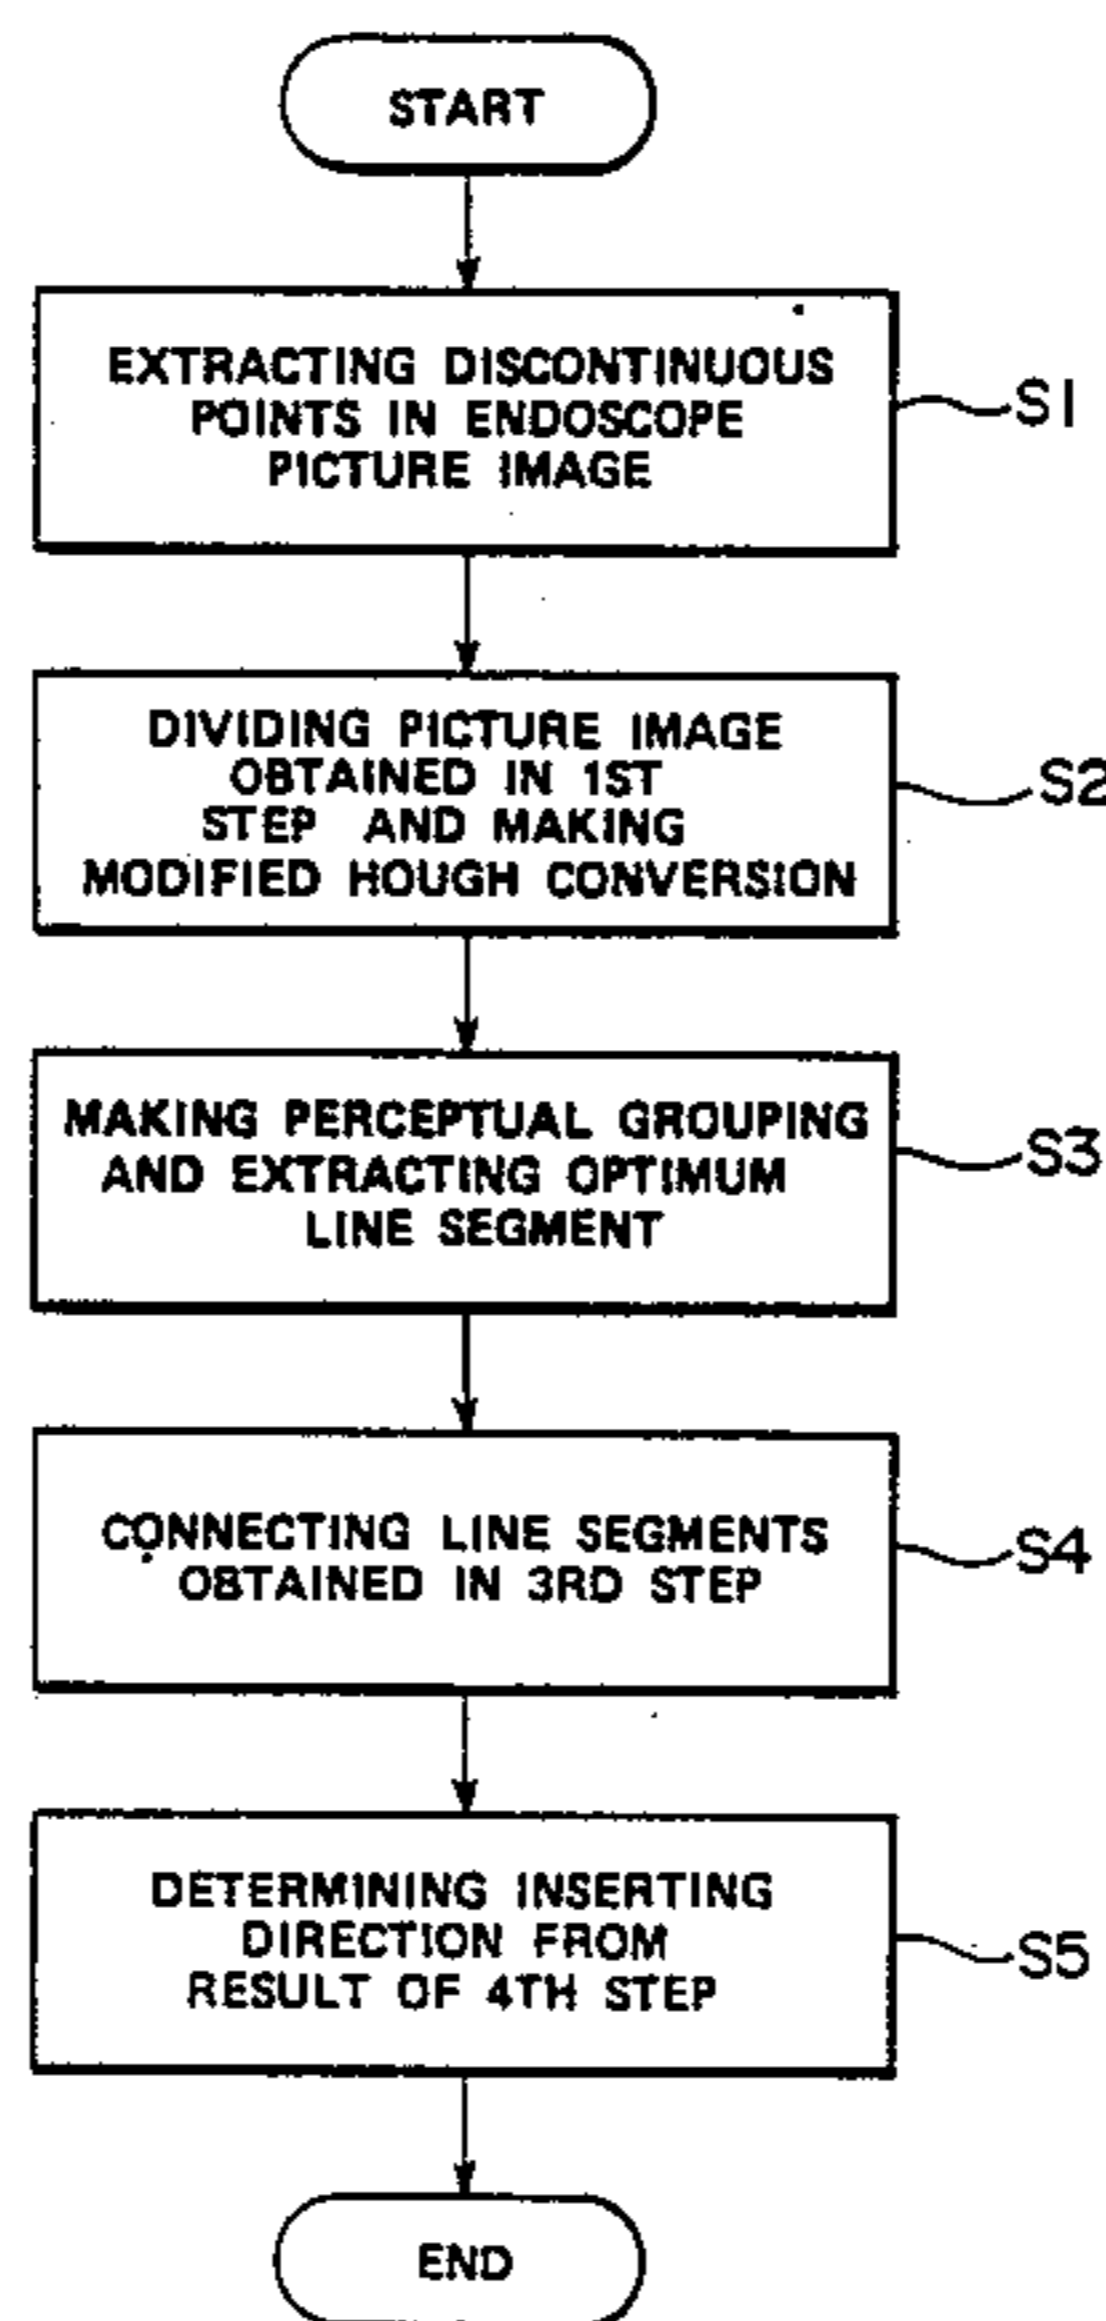 START
EXTRACTING DISCONTINUOUS
POINTS IN ENDOSCOPE
PICTURE IMAGE
S1
DIVIDING PICTURE IMAGE
OBTAINED IN 1ST
STEP AND MAKING
MODIFIED HOUGH CONVERSION
S2
MAKING PERCEPTUAL GROUPING
AND EXTRACTING OPTIMUM
LINE SEGMENT
S3
CONNECTING LINE SEGMENTS
OBTAINED IN 3RD STEP
S4
DETERMINING INSERTING
DIRECTION FROM
RESULT OF 4TH STEP
S5
END